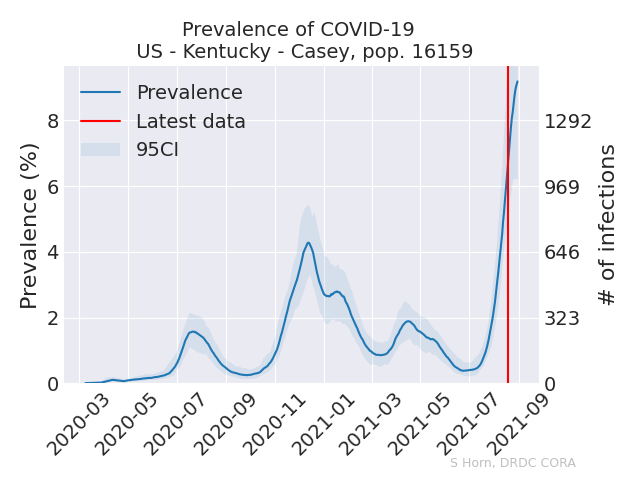 Prevalence of COVID-19
US - Kentucky - Casey, pop. 16159
Prevalence
Latest data
95CI
Prevalence (%)
8
6
4
2
0
1292
969
646
323
0
# of infections
2020-03
2020-05
2020-07
2020-09
2020-11
2021-01
2021-03
2021-05
2021-07
2021-09
S Horn, DRDC CORA